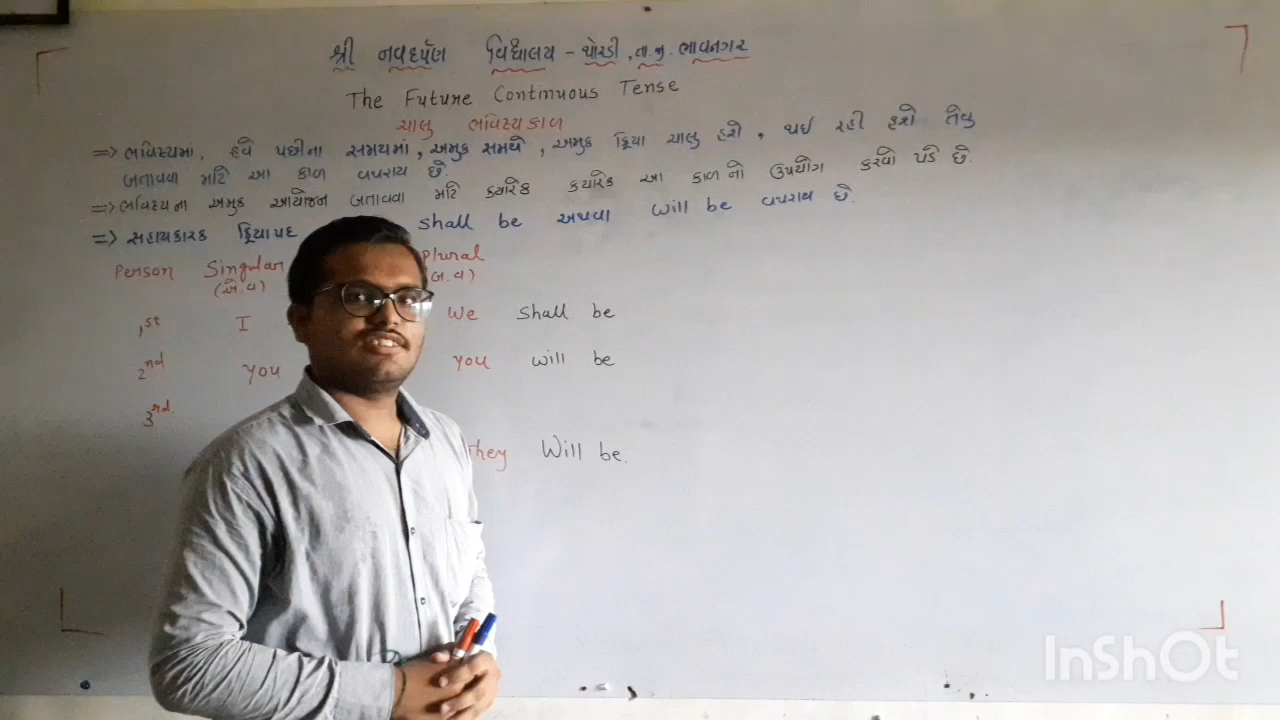 શ્રી નવદર્પણ વિદ્યાલય - થોરડી, તા.જી. ભાવનગર
The Future Continuous Tense
ચાલુ ભવિષ્યકાળ
=> ભવિષ્યમાં, હવે પછીના સમયમાં, અમુક સમયે, અમુક ક્રિયા ચાલુ હશે, થઈ રહી હશે તેવુ
બતાવવા માટે આ કાળ વપરાય છે.
=> ભવિષ્યના અમુક આયોજન બતાવવા માટે ક્યારેક ક્યારેક આ કાળનો ઉપયોગ કરવો પડે છે.
=> સહાયકારક ક્રિયાપદ shall be અથવા will be વપરાય છે.
Person Singular Plural
(એ.વ) (બ.વ)
1st I We shall be
2nd you you will be
3rd
They Will be.
InShOt